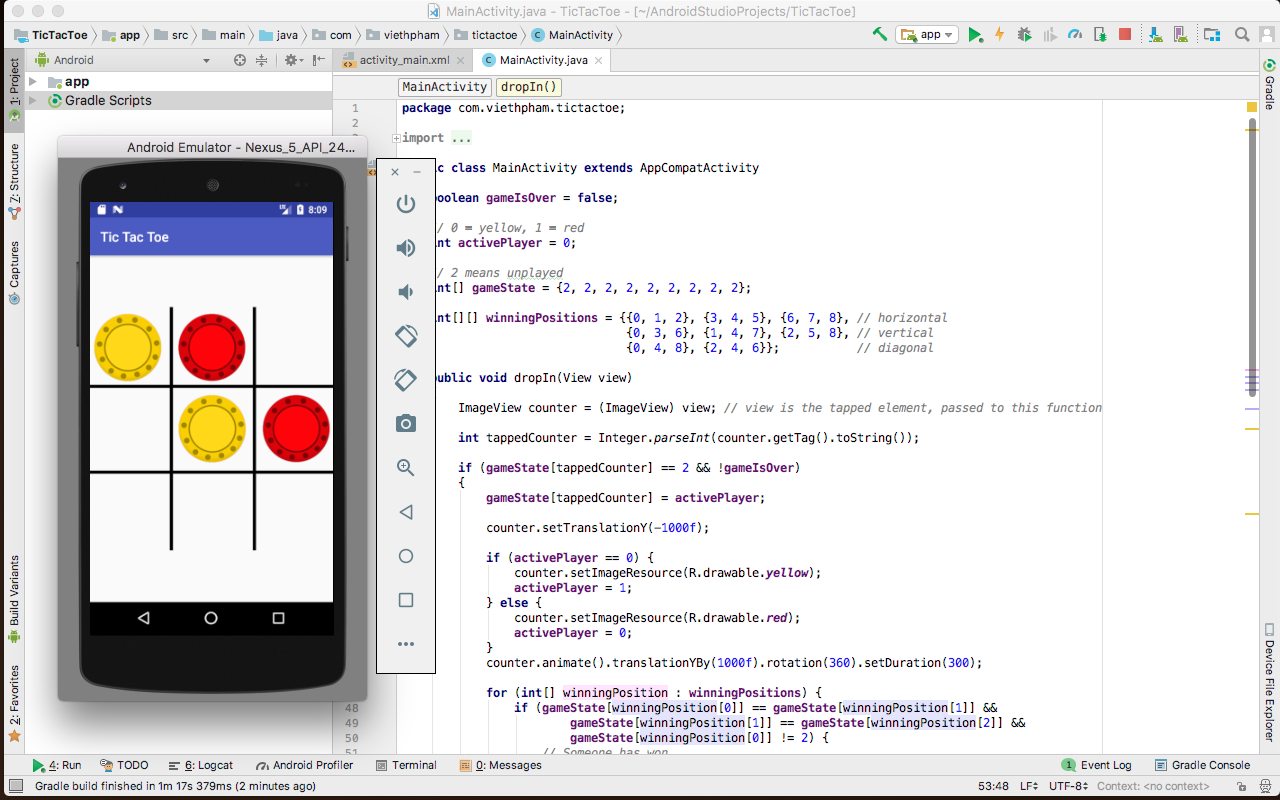 MainActivity.java - TicTacToe - [~/AndroidStudioProjects/TicTacToe]
TicTacToe app src main java com viethpham tictactoe MainActivity
app
Android
activity_main.xml
MainActivity.java
1: Project
app
Gradle Scripts
MainActivity
dropIn()
Gradle
1 package com.viethpham.tictactoe;
2
import ...
Android Emulator - Nexus_5_API_24...
c class MainActivity extends AppCompatActivity
7: Structure
oolean gameIsOver = false;
8:09
Tic Tac Toe
/ 0 = yellow, 1 = red
nt activePlayer = 0;
Captures
/ 2 means unplayed
nt[] gameState = {2, 2, 2, 2, 2, 2, 2, 2, 2};
nt[][] winningPositions = {{0, 1, 2}, {3, 4, 5}, {6, 7, 8}, // horizontal
{0, 3, 6}, {1, 4, 7}, {2, 5, 8}, // vertical
{0, 4, 8}, {2, 4, 6}}; // diagonal
public void dropIn(View view)
ImageView counter = (ImageView) view; // view is the tapped element, passed to this function
int tappedCounter = Integer.parseInt(counter.getTag().toString());
if (gameState[tappedCounter] == 2 && !gameIsOver)
{
gameState[tappedCounter] = activePlayer;
counter.setTranslationY(-1000f);
if (activePlayer == 0) {
counter.setImageResource(R.drawable.yellow);
activePlayer = 1;
} else {
counter.setImageResource(R.drawable.red);
activePlayer = 0;
}
counter.animate().translationYBy(1000f).rotation(360).setDuration(300);
for (int[] winningPosition : winningPositions) {
48 if (gameState[winningPosition[0]] == gameState[winningPosition[1]] &&
49 gameState[winningPosition[1]] == gameState[winningPosition[2]] &&
50 gameState[winningPosition[0]] != 2) {
51 // Someone has won
Build Variants
2: Favorites
Device File Explorer
4: Run TODO 6: Logcat Android Profiler Terminal 0: Messages 1 Event Log Gradle Console
Gradle build finished in 1m 17s 379ms (2 minutes ago) 53:48 LF UTF-8 Context: <no context>